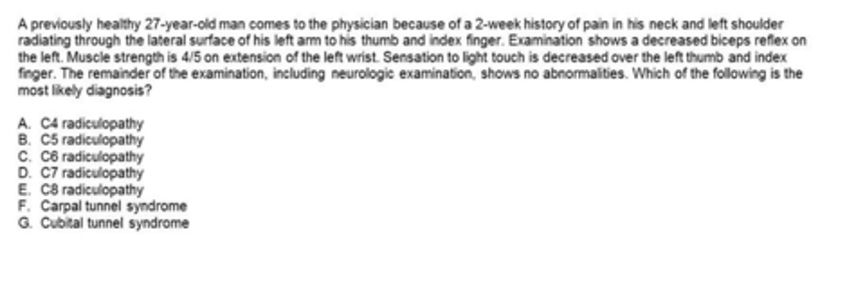 A previously healthy 27-year-old man comes to the physician because of a 2-week history of pain in his neck and left shoulder
radiating through the lateral surface of his left arm to his thumb and index finger. Examination shows a decreased biceps reflex on
the left. Muscle strength is 4/5 on extension of the left wrist. Sensation to light touch is decreased over the left thumb and index
finger. The remainder of the examination, including neurologic examination, shows no abnormalities. Which of the following is the
most likely diagnosis?
A. C4 radiculopathy
B. C5 radiculopathy
C. C6 radiculopathy
D. C7 radiculopathy
E. C8 radiculopathy
F. Carpal tunnel syndrome
G. Cubital tunnel syndrome